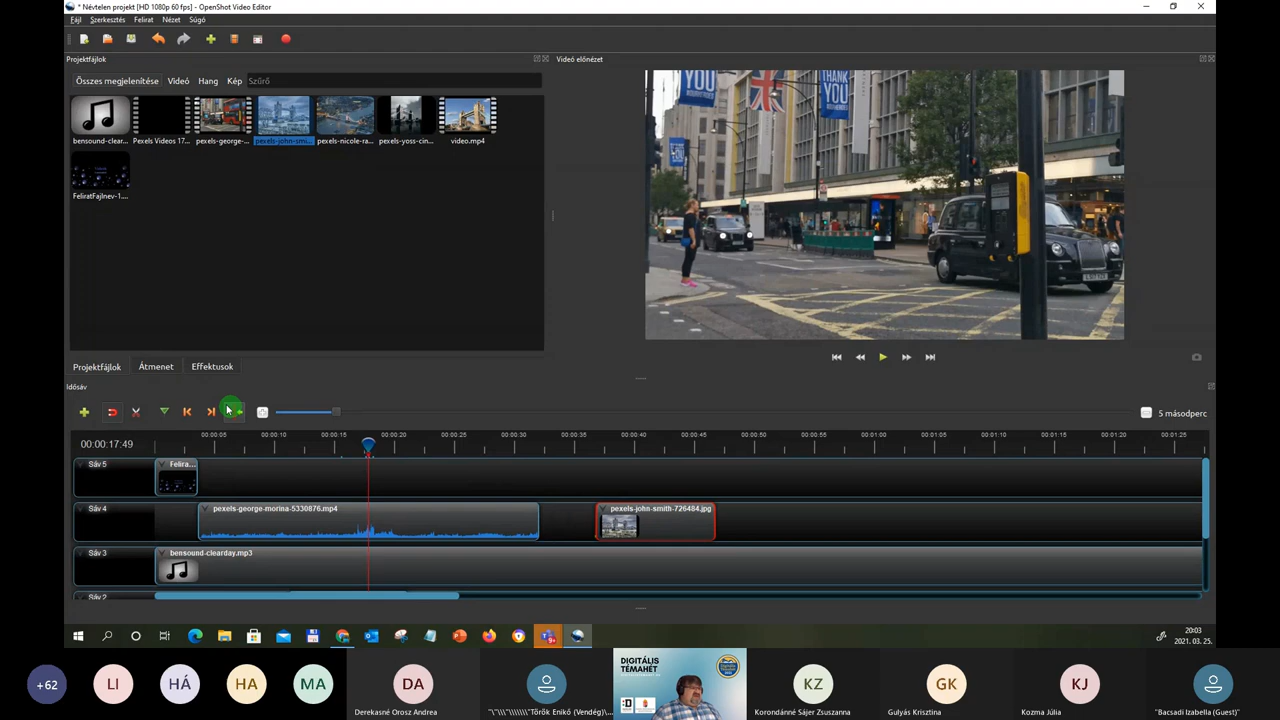 * Névtelen projekt [HD 1080p 60 fps] - OpenShot Video Editor
Fájl Szerkesztés Felirat Nézet Súgó
Projektfájlok
Videó előnézet
Összes megjelenítése Videó Hang Kép Szűrő
bensound-clear... Pexels Videos 17... pexels-george-... pexels-john-smi... pexels-nicole-ra... pexels-yoss-cin... video.mp4
FeliratFajlnev-1....
YOU
THANK
YOU
Projektfájlok Átmenet Effektusok
Idősáv
5 másodperc
00:00:17:49
00:00:05 00:00:10 00:00:15 00:00:20 00:00:25 00:00:30 00:00:35 00:00:40 00:00:45 00:00:50 00:00:55 00:01:00 00:01:05 00:01:10 00:01:15 00:01:20 00:01:25
Sáv 5 Felira...
Sáv 4 pexels-george-morina-5330876.mp4 pexels-john-smith-726484.jpg
Sáv 3 bensound-clearday.mp3
Sáv 2
20:03
2021. 03. 25.
9+
+62 LI HÁ HA MA DA KZ GK KJ
DIGITÁLIS
TÉMAHÉT
Derekasné Orosz Andrea "\"\\\"\\\\\\\"Török Enikő (Vendég)\... Korondánné Sájer Zsuzsanna Gulyás Krisztina Kozma Júlia "Bacsadi Izabella (Guest)"